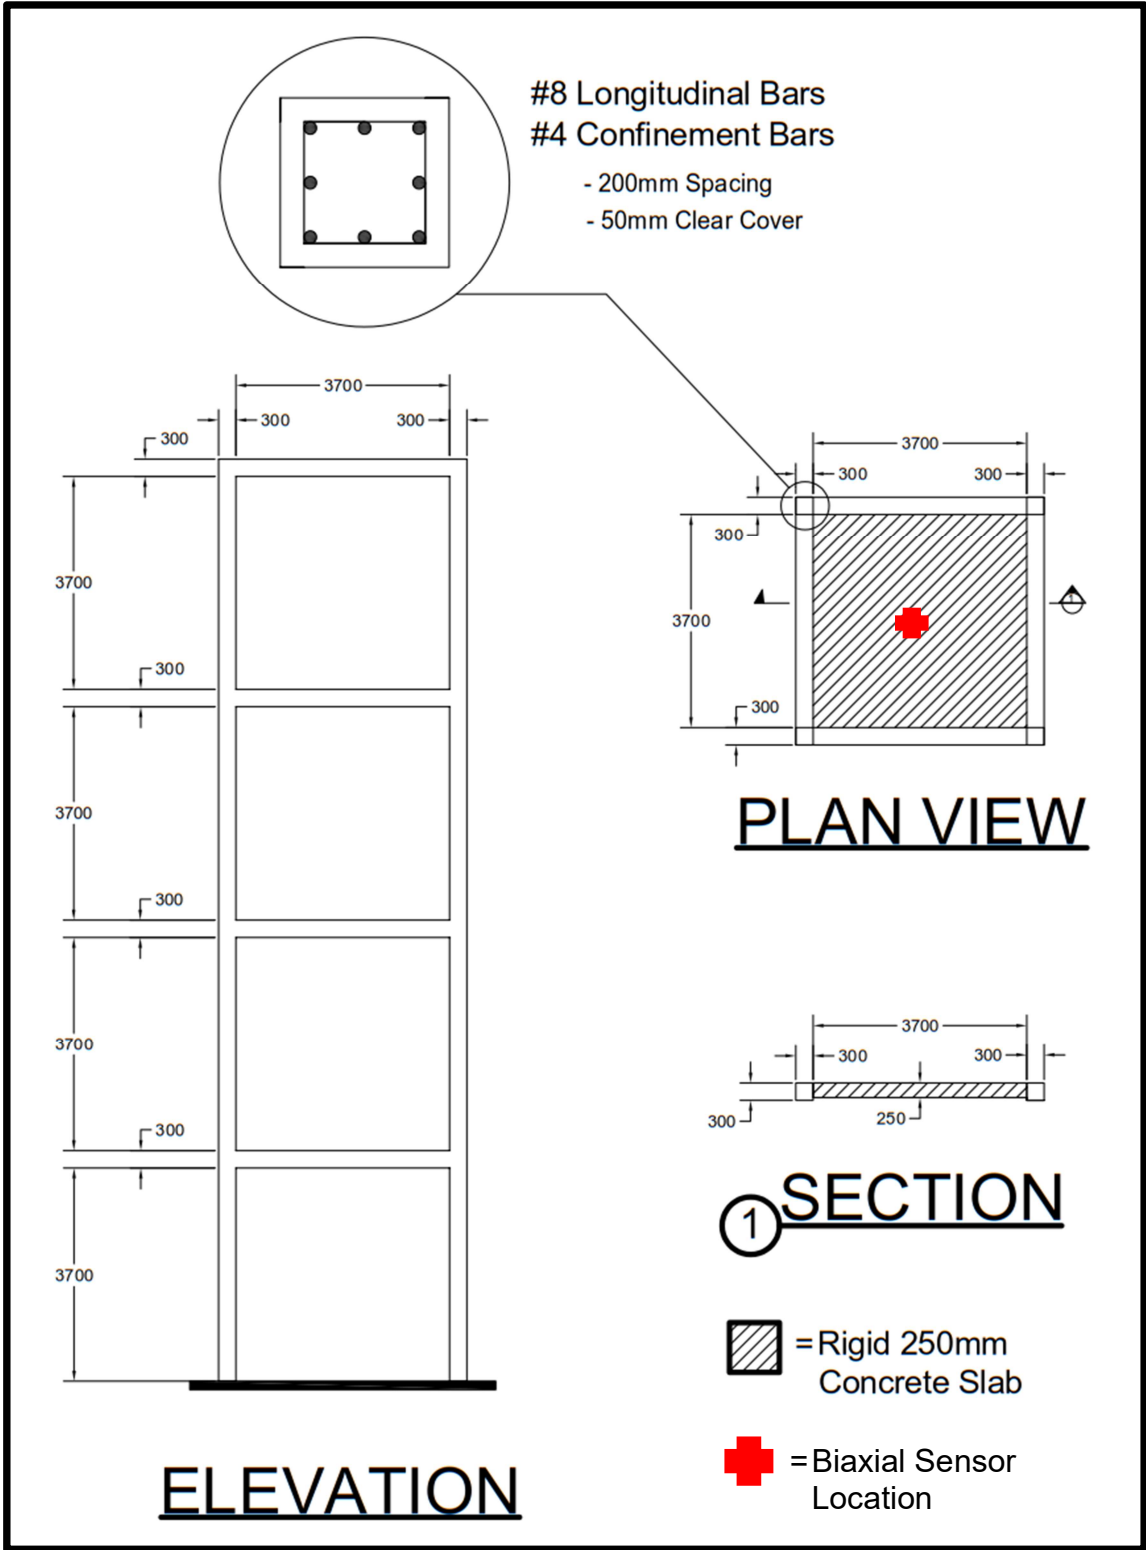 #8 Longitudinal Bars
#4 Confinement Bars
- 200mm Spacing
- 50mm Clear Cover
3700
300
300
300
3700
300
3700
300
3700
300
3700
3700
300
300
300
3700
300
1
PLAN VIEW
3700
300
300
300
250
1 SECTION
= Rigid 250mm
Concrete Slab
= Biaxial Sensor
Location
ELEVATION